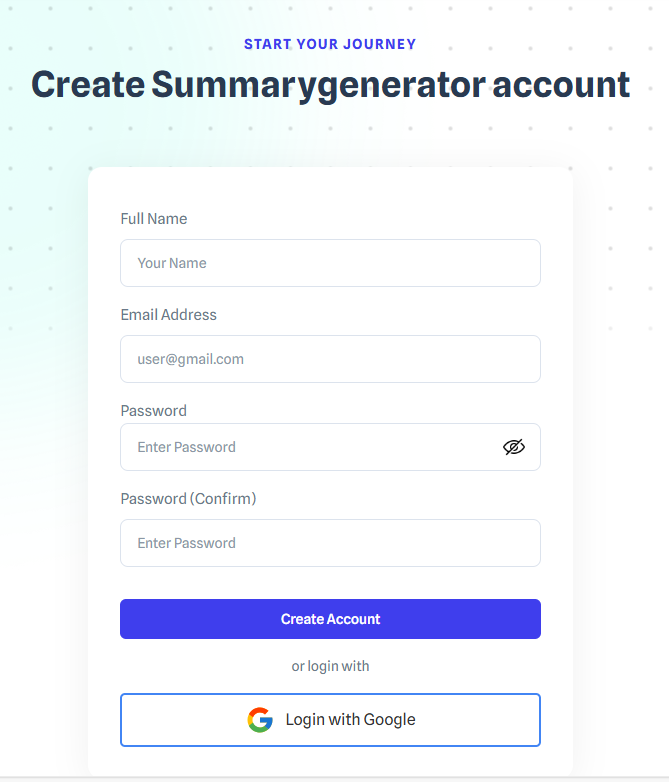 START YOUR JOURNEY
Create Summarygenerator account
Full Name
Your Name
Email Address
user@gmail.com
Password
Enter Password
Password (Confirm)
Enter Password
Create Account
or login with
Login with Google